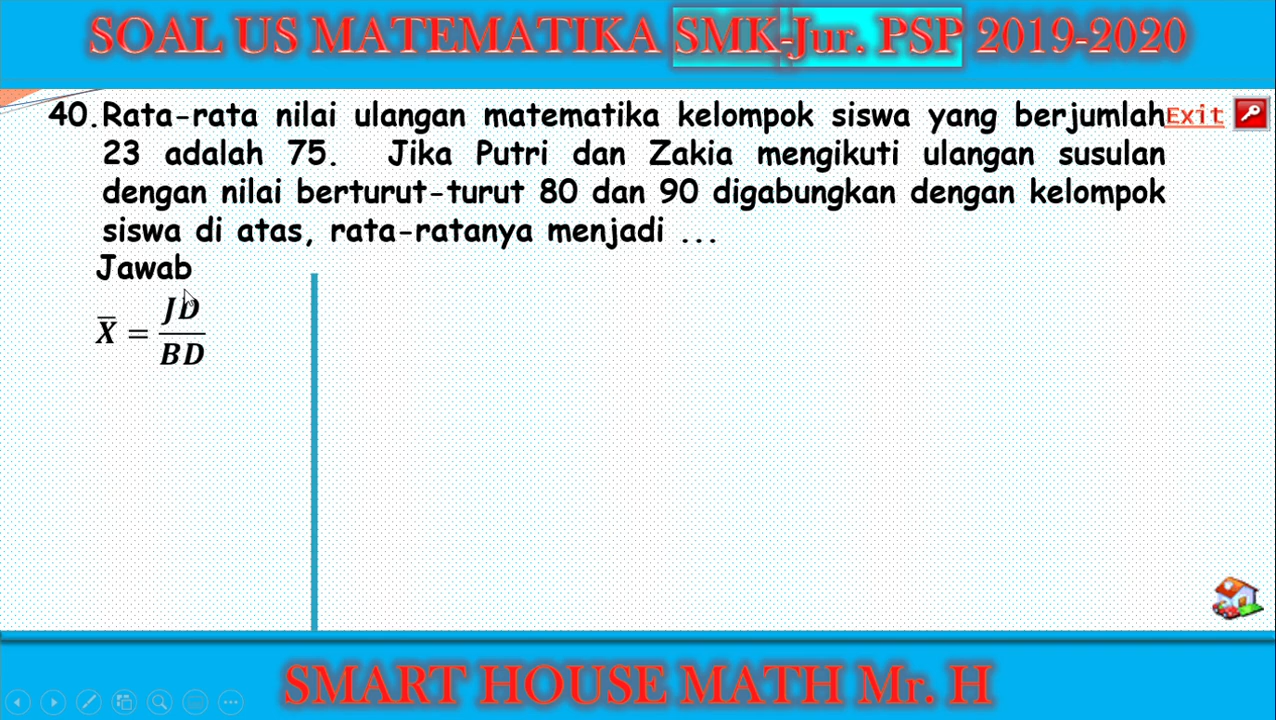 SOAL US MATEMATIKA SMK-Jur. PSP 2019-2020
40.Rata-rata nilai ulangan matematika kelompok siswa yang berjumlah
Exit
23 adalah 75. Jika Putri dan Zakia mengikuti ulangan susulan
dengan nilai berturut-turut 80 dan 90 digabungkan dengan kelompok
siswa di atas, rata-ratanya menjadi ...
Jawab
X̅ = JD/BD
SMART HOUSE MATH Mr. H